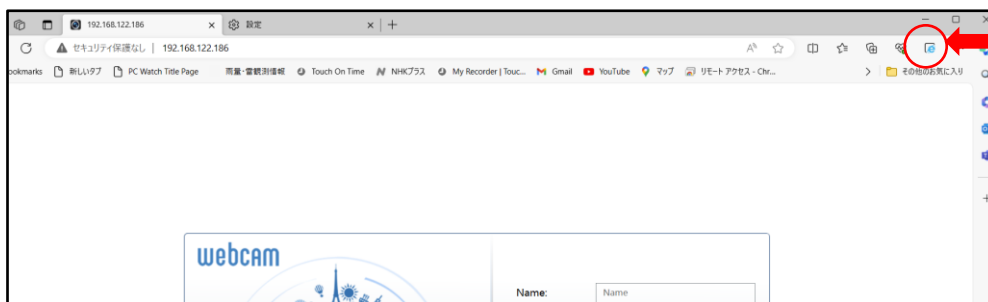 192.168.122.186
設定
セキュリティ保護なし | 192.168.122.186
ookmarks 新しいタブ PC Watch Title Page 雨量・雷観測情報 Touch On Time NHKプラス My Recorder | Touc... Gmail YouTube マップ リモート アクセス - Chr... その他のお気に入り
webcam
Name: Name